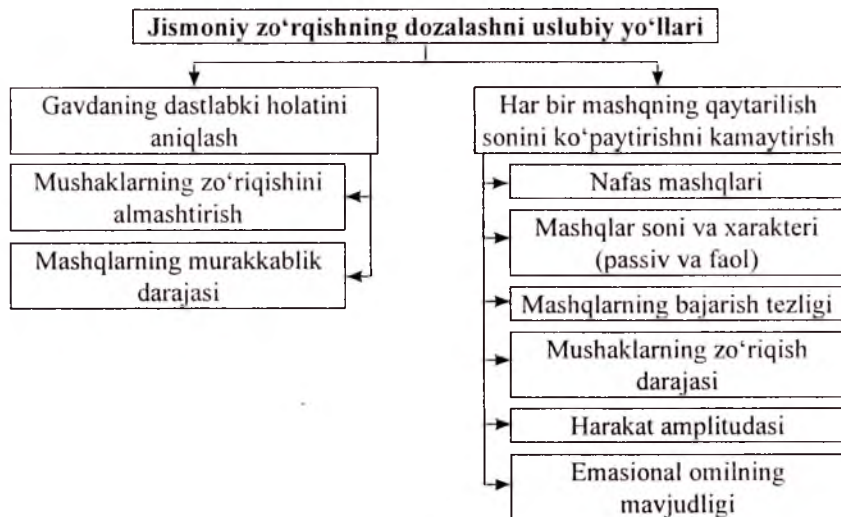 Jismoniy zo‘rqishning dozalashni uslubiy yo‘llari
Gavdaning dastlabki holatini
aniqlash
Mushaklarning zo‘riqishini
almashtirish
Mashqlarning murakkablik
darajasi
Har bir mashqning qaytarilish
sonini ko‘paytirishni kamaytirish
Nafas mashqlari
Mashqlar soni va xarakteri
(passiv va faol)
Mashqlarning bajarish tezligi
Mushaklarning zo‘riqish
darajasi
Harakat amplitudasi
Emasional omilning
mavjudligi